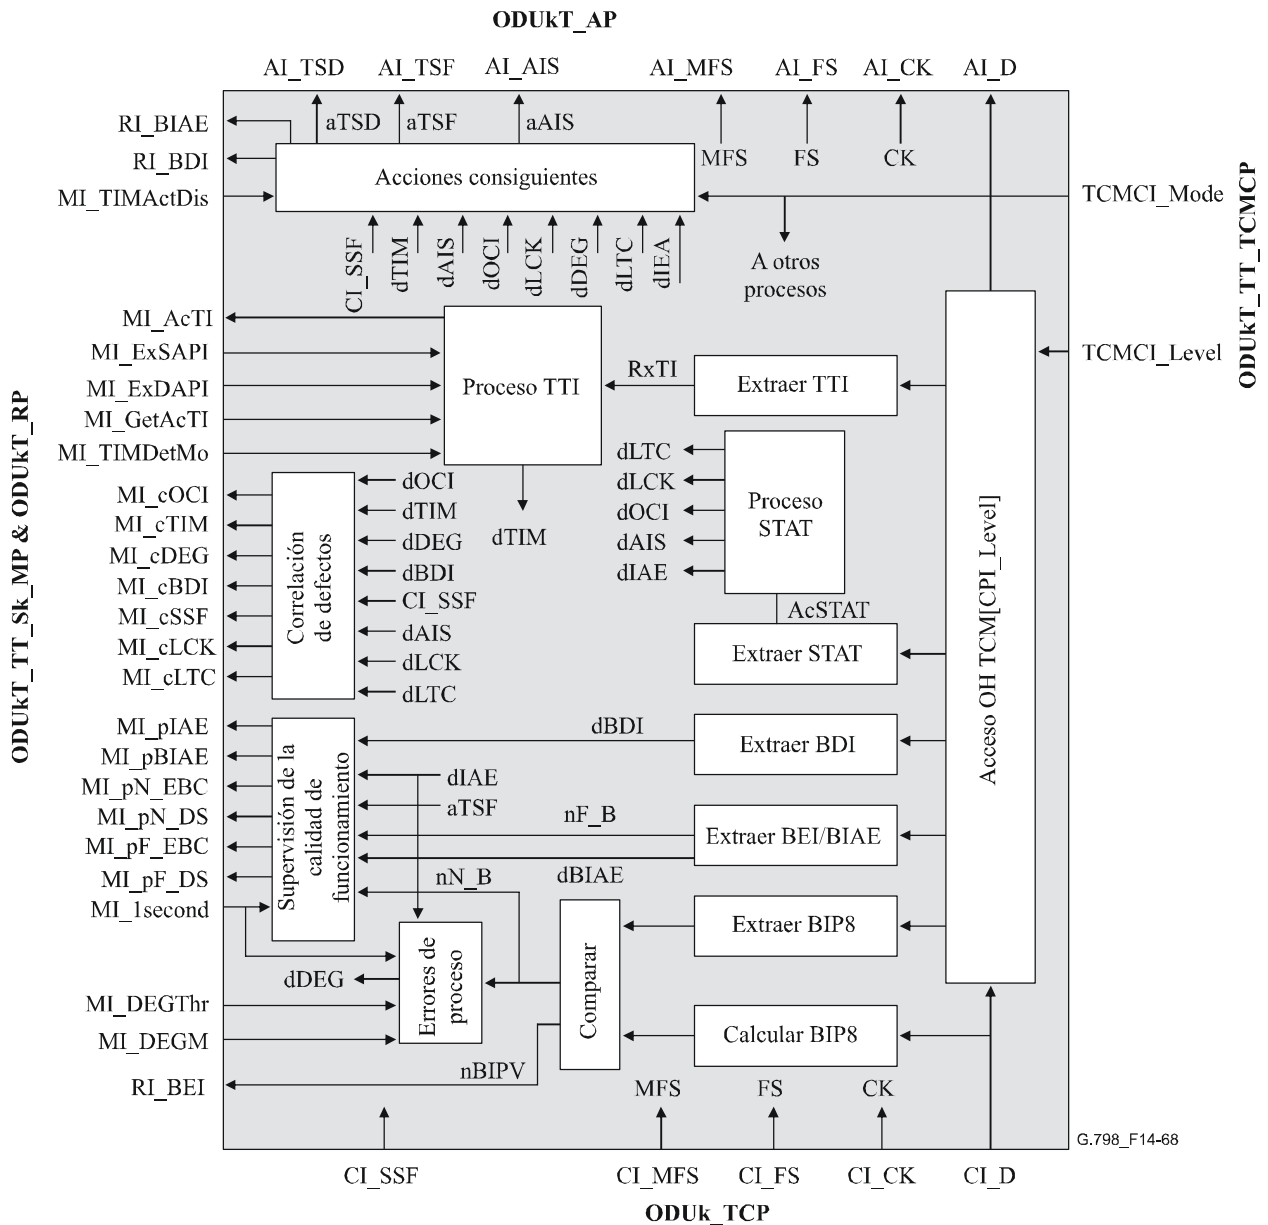 ODUkT_AP
AI_TSD
AI_TSF
AI_AIS
AI_MFS
AI_FS
AI_CK
AI_D
RI_BIAE
aTSD
aTSF
aAIS
RI_BDI
MFS
FS
CK
Acciones consiguientes
MI_TIMActDis
TCMCI_Mode
CI_SSF
dTIM
dAIS
dOCI
dLCK
dDEG
dLTC
dIEA
A otros
procesos
ODUkT_TT_TCMCP
MI_AcTI
MI_ExSAPI
TCMCI_Level
RxTI
Proceso TTI
Extraer TTI
MI_ExDAPI
MI_GetAcTI
MI_TIMDetMo
dLTC
dLCK
dOCI
dAIS
dIAE
Proceso
STAT
ODUkT_TT_Sk_MP & ODUkT_RP
dTIM
MI_cOCI
MI_cTIM
MI_cDEG
MI_cBDI
MI_cSSF
MI_cLCK
MI_cLTC
Correlación
de defectos
dOCI
dTIM
dDEG
dBDI
CI_SSF
dAIS
dLCK
dLTC
AcSTAT
Extraer STAT
Acceso OH TCM[CPI_Level]
MI_pIAE
MI_pBIAE
MI_pN_EBC
MI_pN_DS
MI_pF_EBC
MI_pF_DS
MI_1second
Supervisión de la
calidad de
funcionamiento
dBDI
Extraer BDI
dIAE
aTSF
nF_B
Extraer BEI/BIAE
dBIAE
nN_B
Extraer BIP8
dDEG
Errores de
proceso
Comparar
MI_DEGThr
MI_DEGM
Calcular BIP8
nBIPV
RI_BEI
MFS
FS
CK
G.798_F14-68
CI_SSF
CI_MFS
CI_FS
CI_CK
CI_D
ODUk_TCP